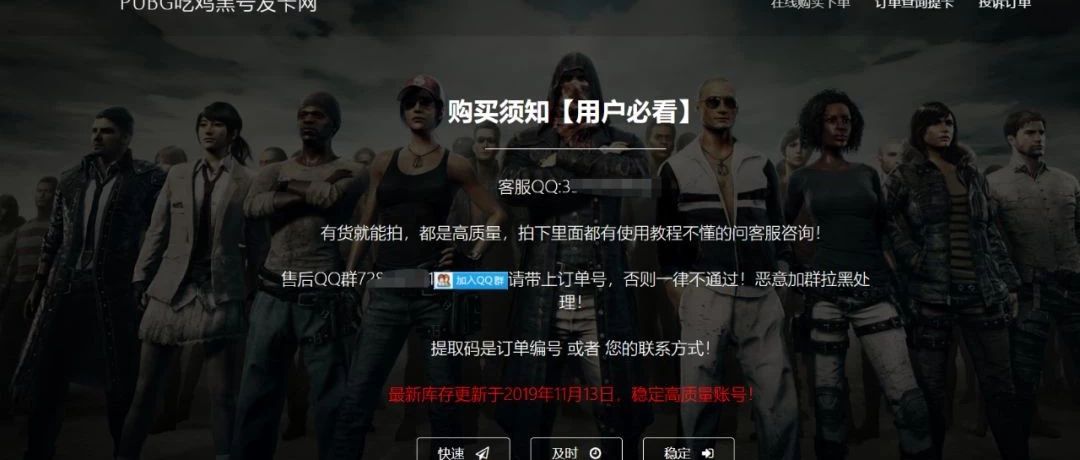 PUBG吃鸡黑号发卡网
在线购买下单 订单查询提卡 投诉订单
购买须知【用户必看】
客服QQ:3
有货就能拍，都是高质量，拍下里面都有使用教程不懂的问客服咨询！
售后QQ群72 1 加入QQ群 请带上订单号，否则一律不通过！恶意加群拉黑处
理！
提取码是订单编号 或者 您的联系方式！
最新库存更新于2019年11月13日，稳定高质量账号！
快速 及时 稳定